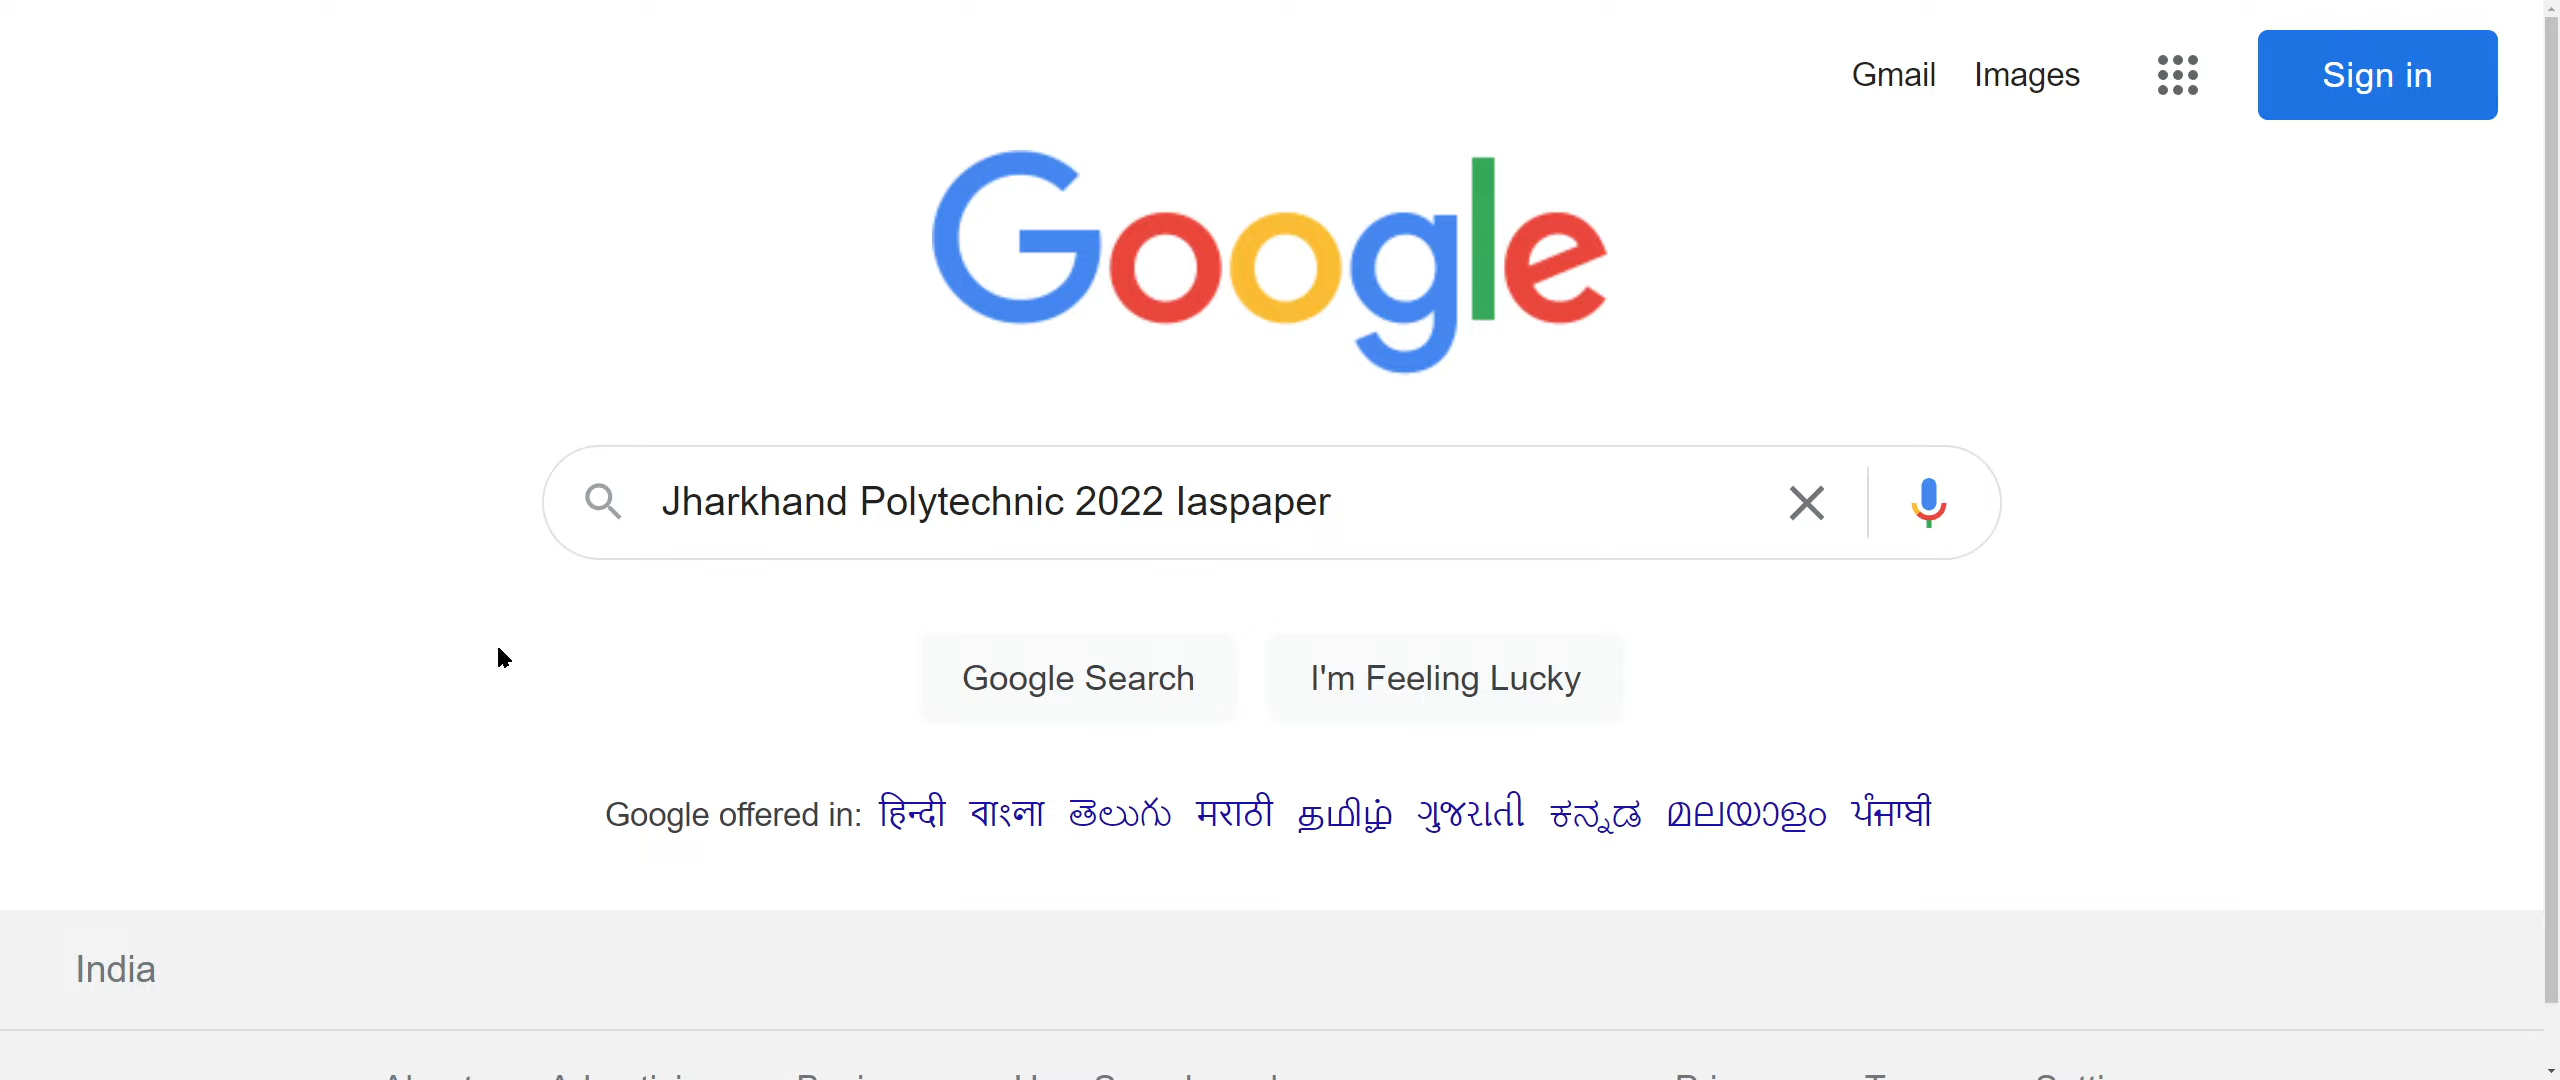 Gmail Images Sign in
Google
Jharkhand Polytechnic 2022 Iaspaper
Google Search I'm Feeling Lucky
Google offered in: हिन्दी বাংলা తెలుగు मराठी தமிழ் ગુજરાતી ಕನ್ನಡ മലയാളം ਪੰਜਾਬੀ
India